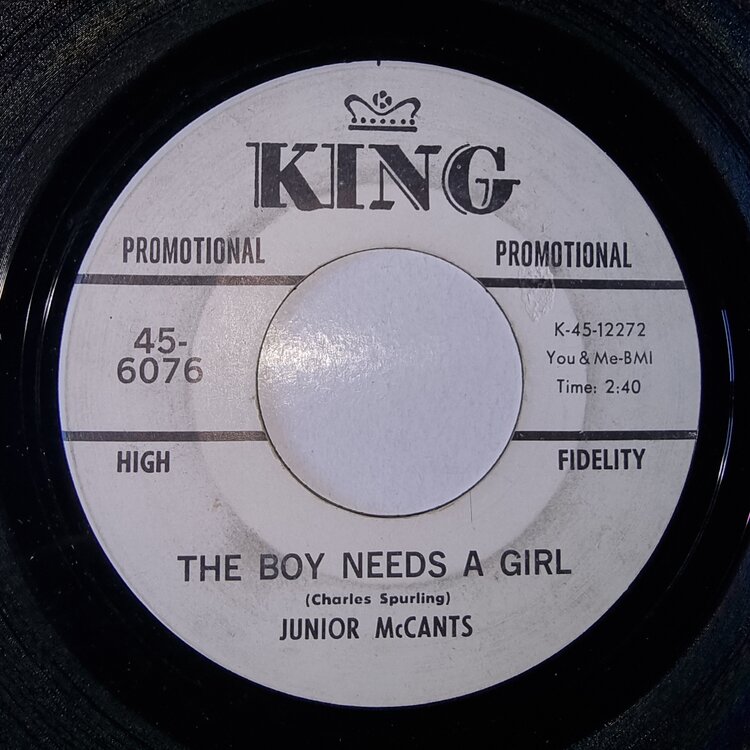 K
KING
PROMOTIONAL PROMOTIONAL
45-
6076
K-45-12272
You & Me-BMI
Time: 2:40
HIGH FIDELITY
THE BOY NEEDS A GIRL
(Charles Spurling)
JUNIOR McCANTS